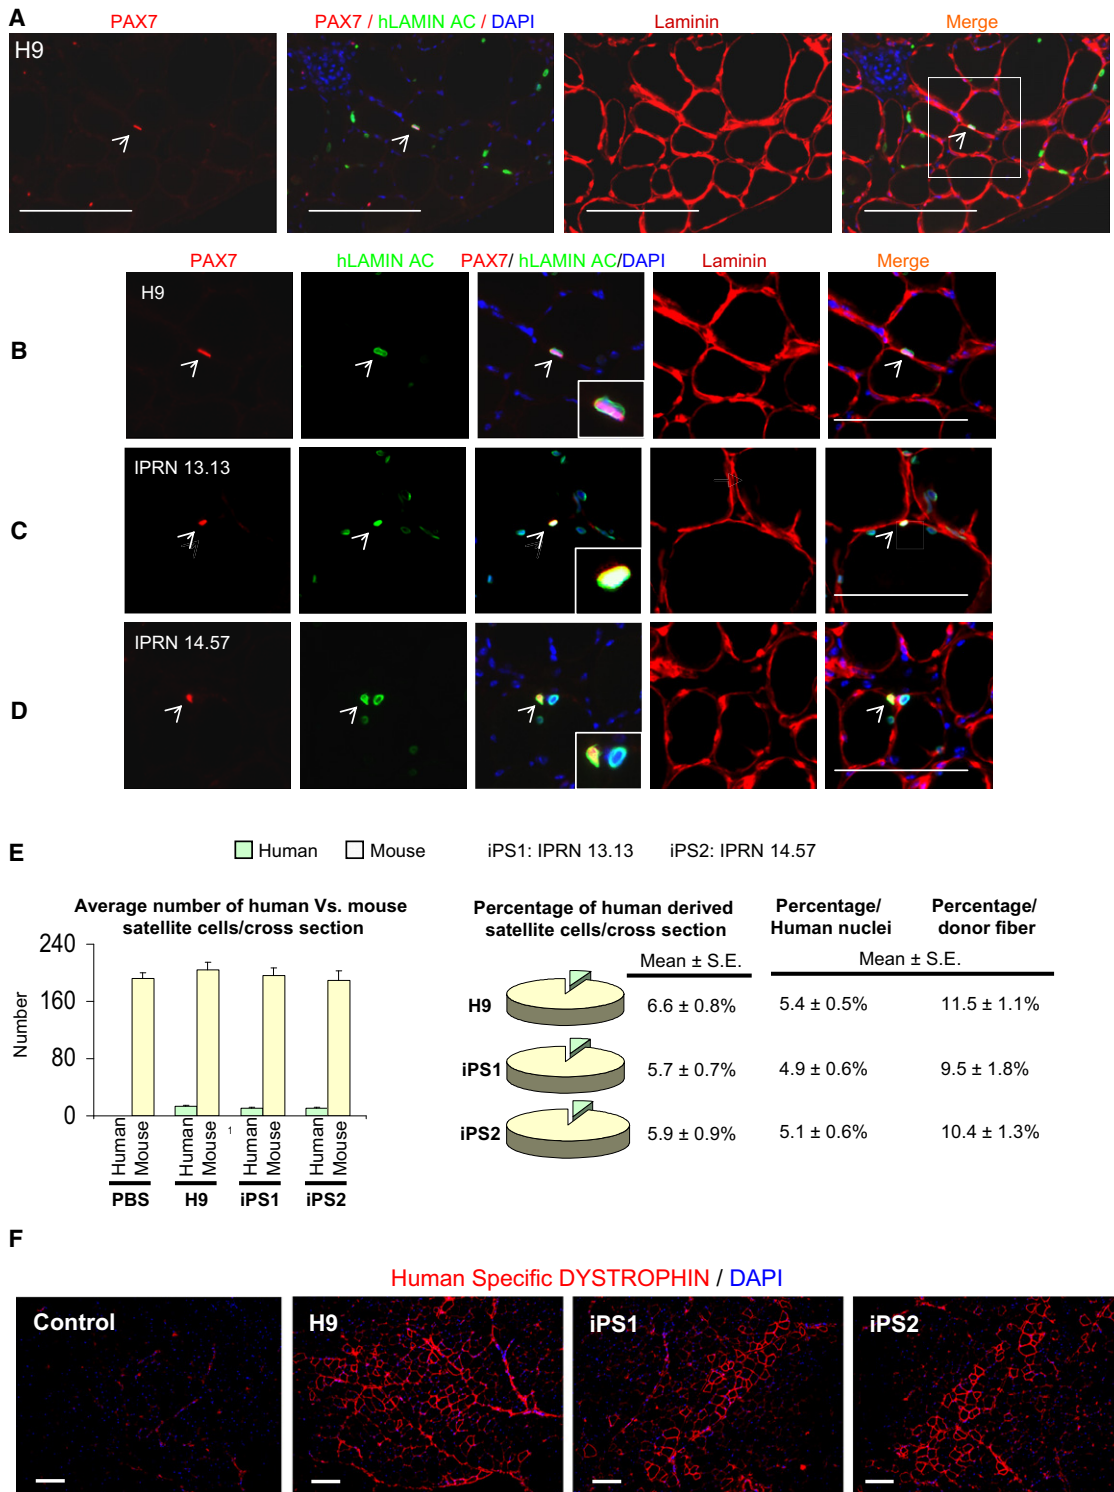 A
PAX7
PAX7 / hLAMIN AC / DAPI
Laminin
Merge
H9
PAX7
hLAMIN AC
PAX7/ hLAMIN AC/DAPI
Laminin
Merge
B
H9
C
IPRN 13.13
D
IPRN 14.57
E
Human
Mouse
iPS1: IPRN 13.13
iPS2: IPRN 14.57
Average number of human Vs. mouse
satellite cells/cross section
Number
240
160
80
0
Human
Mouse
Human
Mouse
1
Human
Mouse
Human
Mouse
PBS
H9
iPS1
iPS2
Percentage of human derived
satellite cells/cross section
Percentage/
Human nuclei
Percentage/
donor fiber
Mean ± S.E.
Mean ± S.E.
H9
6.6 ± 0.8%
5.4 ± 0.5%
11.5 ± 1.1%
iPS1
5.7 ± 0.7%
4.9 ± 0.6%
9.5 ± 1.8%
iPS2
5.9 ± 0.9%
5.1 ± 0.6%
10.4 ± 1.3%
F
Human Specific DYSTROPHIN / DAPI
Control
H9
iPS1
iPS2